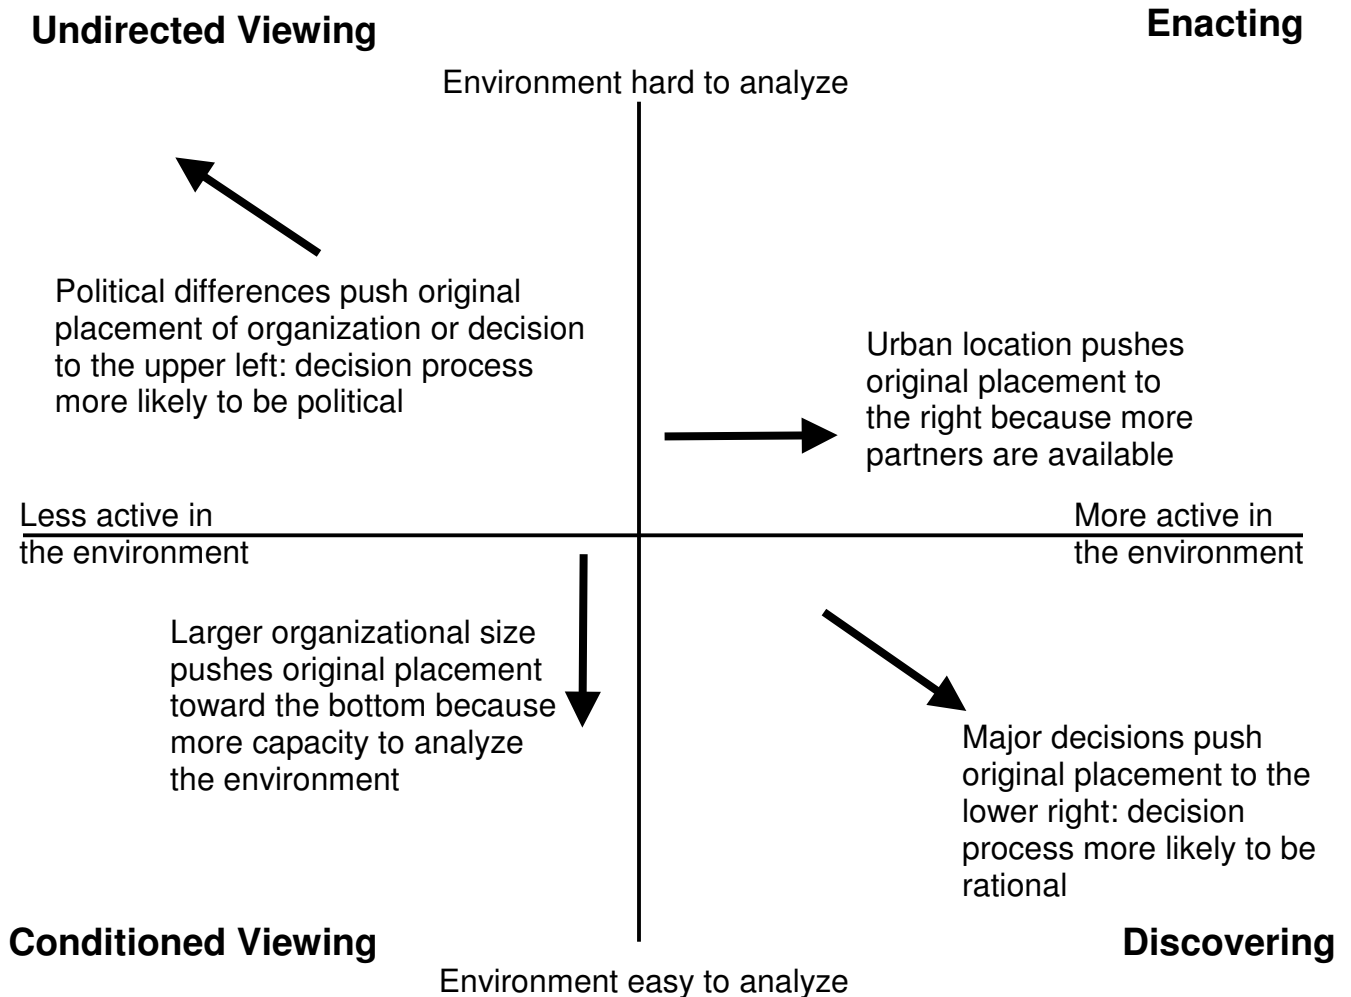 Undirected Viewing
Enacting
Environment hard to analyze
Political differences push original
placement of organization or decision
to the upper left: decision process
more likely to be political
Urban location pushes
original placement to
the right because more
partners are available
Less active in
the environment
More active in
the environment
Larger organizational size
pushes original placement
toward the bottom because
more capacity to analyze
the environment
Major decisions push
original placement to the
lower right: decision
process more likely to be
rational
Conditioned Viewing
Discovering
Environment easy to analyze